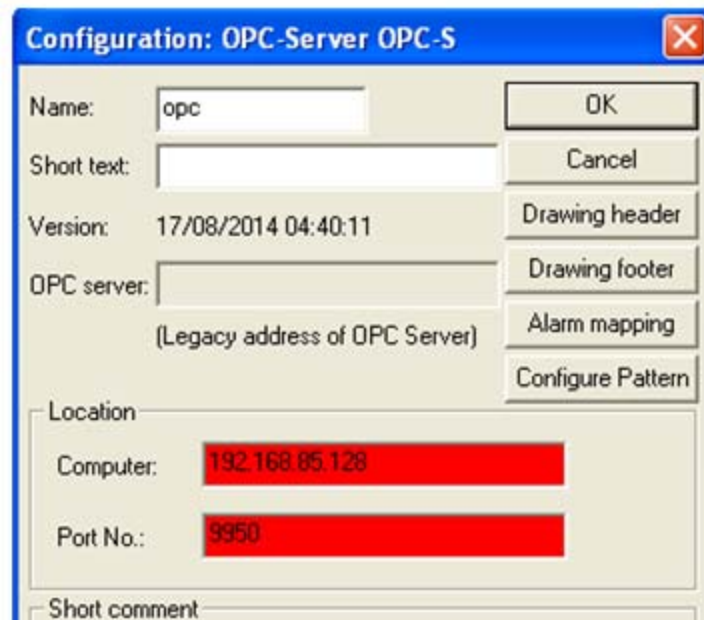 Configuration: OPC-Server OPC-S
Name: opc OK
Short text: Cancel
Version: 17/08/2014 04:40:11 Drawing header
OPC server: Drawing footer
(Legacy address of OPC Server) Alarm mapping
Configure Pattern
Location
Computer: 192.168.85.128
Port No.: 9950
Short comment